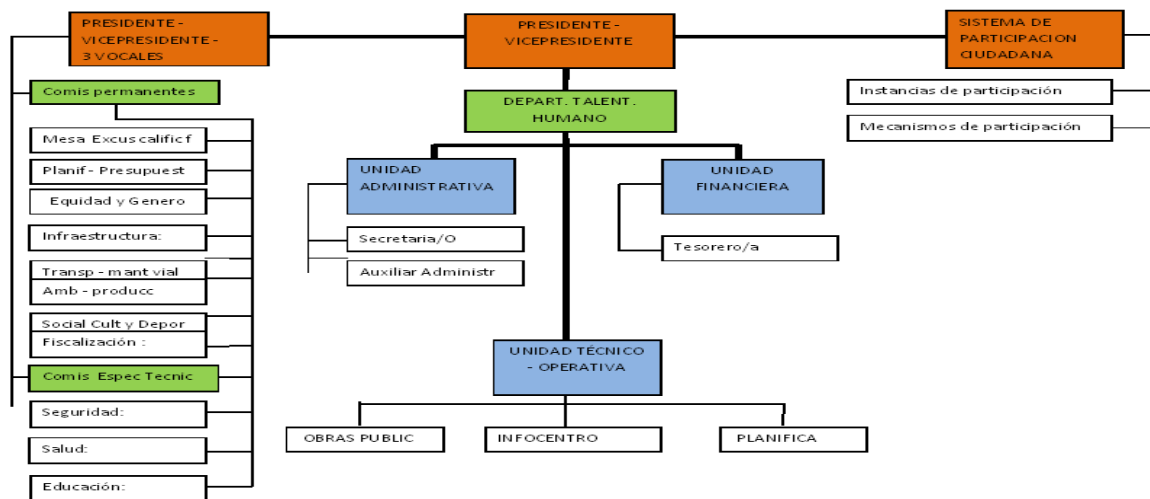 PRESIDENTE -
VICEPRESIDENTE -
3 VOCALES
PRESIDENTE -
VICEPRESIDENTE
SISTEMA DE
PARTICIPACION
CIUDADANA
Comis permanentes
Mesa Excus calific f
Planif - Presupuest
Equidad y Genero
Infraestructura:
Transp - mant vial
Amb - producc
Social Cult y Depor
Fiscalización :
Comis Espec Tecnic
Seguridad:
Salud:
Educación:
DEPART. TALENT.
HUMANO
UNIDAD
ADMINISTRATIVA
Secretaria/O
Auxiliar Administr
UNIDAD
FINANCIERA
Tesorero/a
UNIDAD TÉCNICO
- OPERATIVA
OBRAS PUBLIC
INFOCENTRO
PLANIFICA
Instancias de participación
Mecanismos de participación